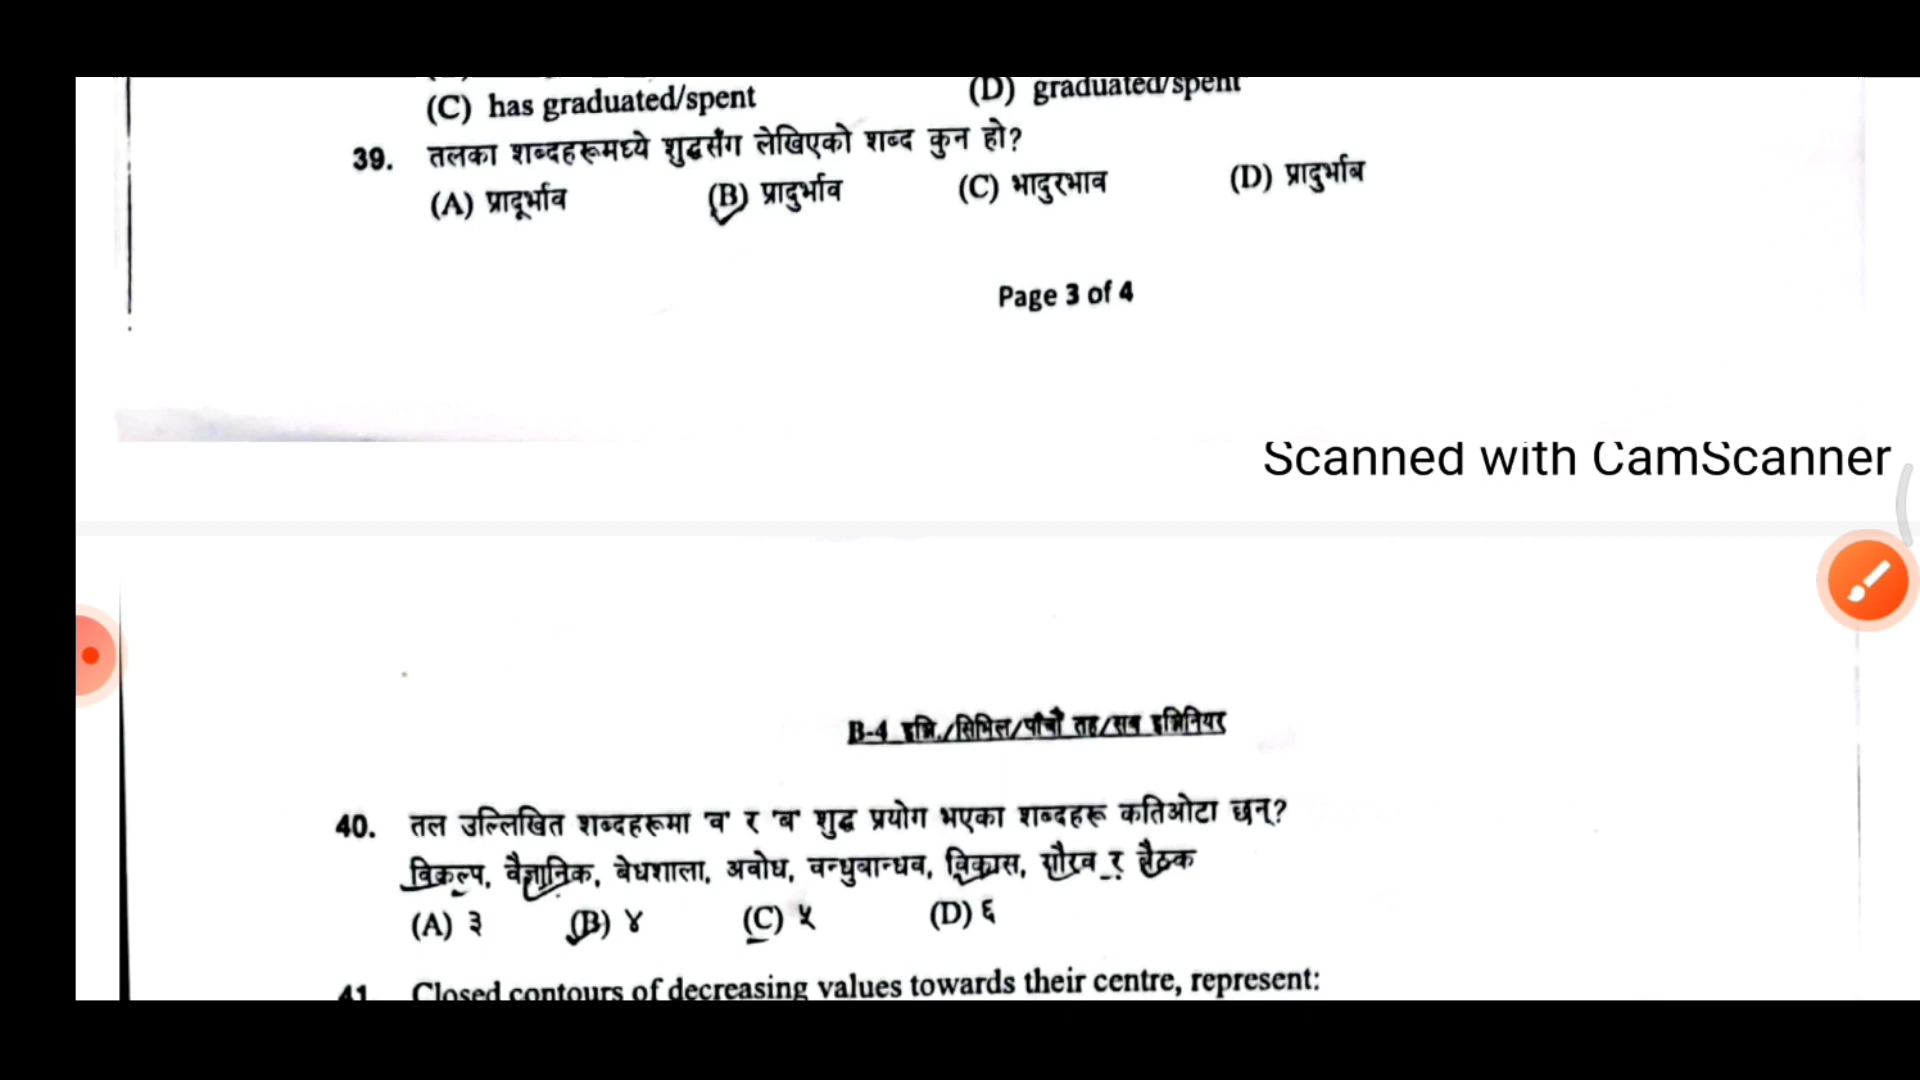 (C) has graduated/spent (D) graduated/spent
39. तलका शब्दहरूमध्ये शुद्धसँग लेखिएको शब्द कुन हो?
(A) प्रादूर्भाव (B) प्रादुर्भाव (C) भादुरभाव (D) प्रादुर्भाब
Page 3 of 4
Scanned with CamScanner
B-4 इन्जि./सिभिल/पाँचौं तह/सब इन्जिनियर
40. तल उल्लिखित शब्दहरूमा 'व' र 'ब' शुद्ध प्रयोग भएका शब्दहरू कतिओटा छन्?
विकल्प, वैज्ञानिक, बेधशाला, अवोध, वन्धुबान्धव, विकास, गौरव र बैठक
(A) ३ (B) ४ (C) ५ (D) ६
41. Closed contours of decreasing values towards their centre, represent: